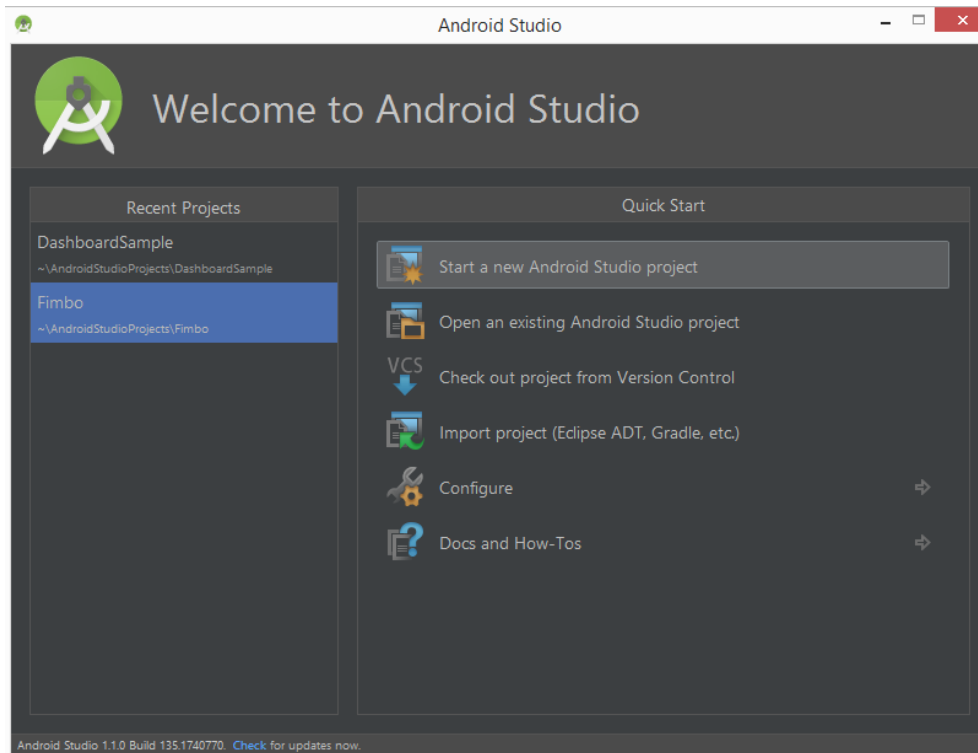 Android Studio
Welcome to Android Studio
Recent Projects
DashboardSample
~\AndroidStudioProjects\DashboardSample
Fimbo
~\AndroidStudioProjects\Fimbo
Quick Start
Start a new Android Studio project
Open an existing Android Studio project
VCS
Check out project from Version Control
Import project (Eclipse ADT, Gradle, etc.)
Configure
?
Docs and How-Tos
Android Studio 1.1.0 Build 135.1740770. Check for updates now.